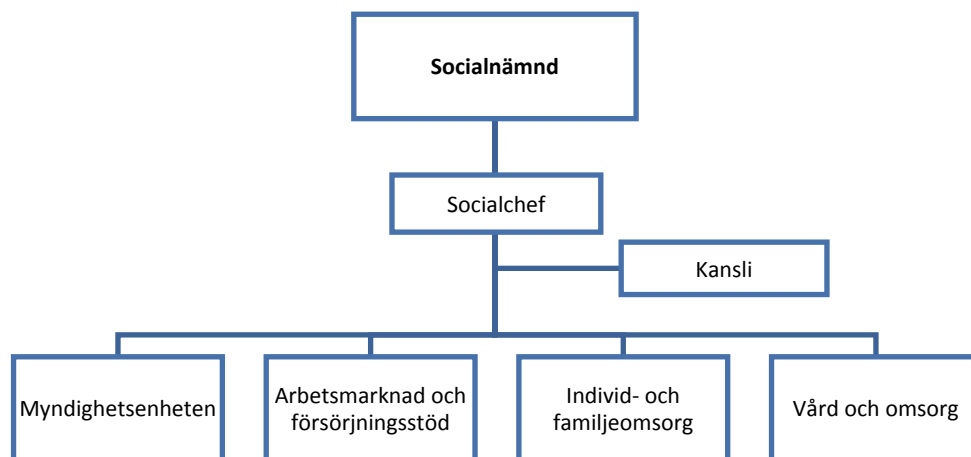 Socialnämnd
Socialchef
Kansli
Myndighetsenheten
Arbetsmarknad och
försörjningsstöd
Individ- och
familjeomsorg
Vård och omsorg